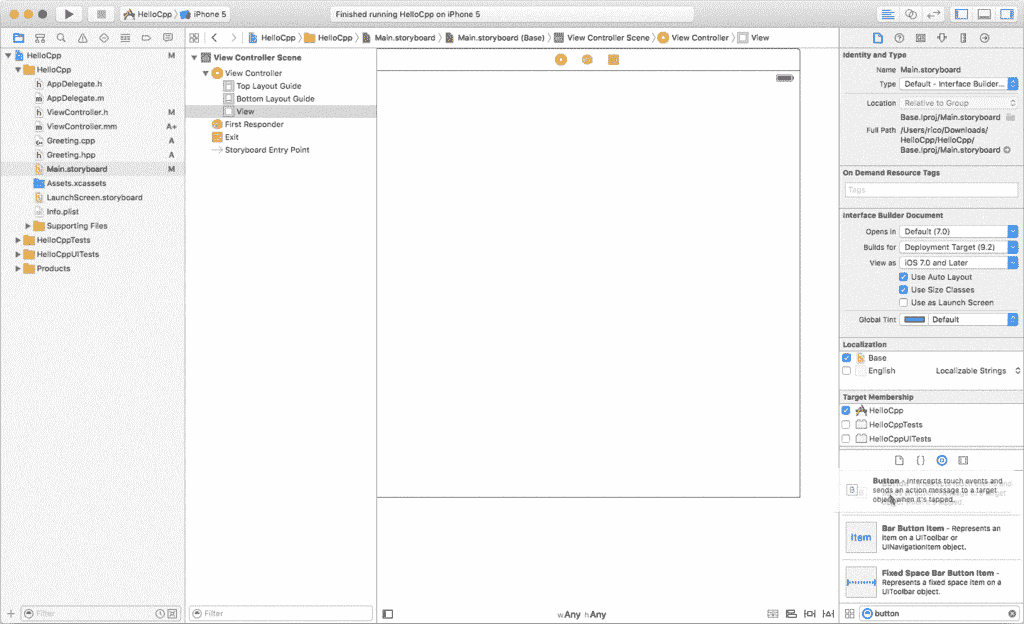 HelloCpp iPhone 5
Finished running HelloCpp on iPhone 5
HelloCpp HelloCpp Main.storyboard Main.storyboard (Base) View Controller Scene View Controller View
HelloCpp M
HelloCpp
AppDelegate.h
AppDelegate.m
ViewController.h M
ViewController.mm A+
Greeting.cpp A
Greeting.hpp A
Main.storyboard M
Assets.xcassets
LaunchScreen.storyboard
Info.plist
Supporting Files
HelloCppTests
HelloCppUITests
Products
Filter
View Controller Scene
View Controller
Top Layout Guide
Bottom Layout Guide
View
First Responder
Exit
Storyboard Entry Point
Filter
wAny hAny
Identity and Type
Name Main.storyboard
Type Default - Interface Builder...
Location Relative to Group
Base.lproj/Main.storyboard
Full Path /Users/rico/Downloads/
HelloCpp/HelloCpp/
Base.lproj/Main.storyboard
On Demand Resource Tags
Tags
Interface Builder Document
Opens in Default (7.0)
Builds for Deployment Target (9.2)
View as iOS 7.0 and Later
Use Auto Layout
Use Size Classes
Use as Launch Screen
Global Tint Default
Localization
Base
English Localizable Strings
Target Membership
HelloCpp
HelloCppTests
HelloCppUITests
Button - Intercepts touch events and
sends an action message to a target
object when it's tapped.
Item
Bar Button Item - Represents an
item on a UIToolbar or
UINavigationItem object.
Fixed Space Bar Button Item -
Represents a fixed space item on a
UIToolbar object.
button